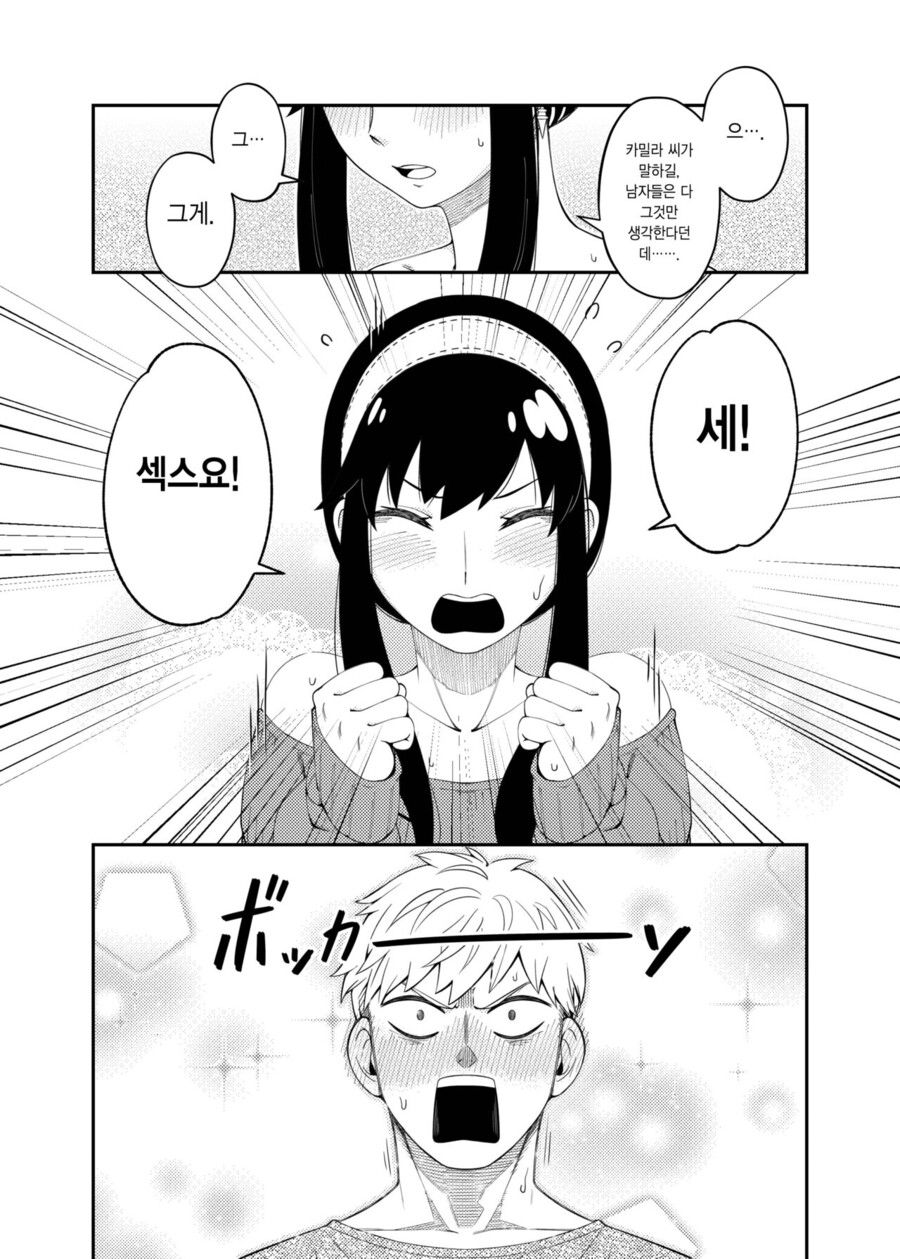 으….
카밀라 씨가
말하길,
남자들은 다
그것만
생각한다던
데…….
그…
그게.
세!
섹스요!
ボッカーン